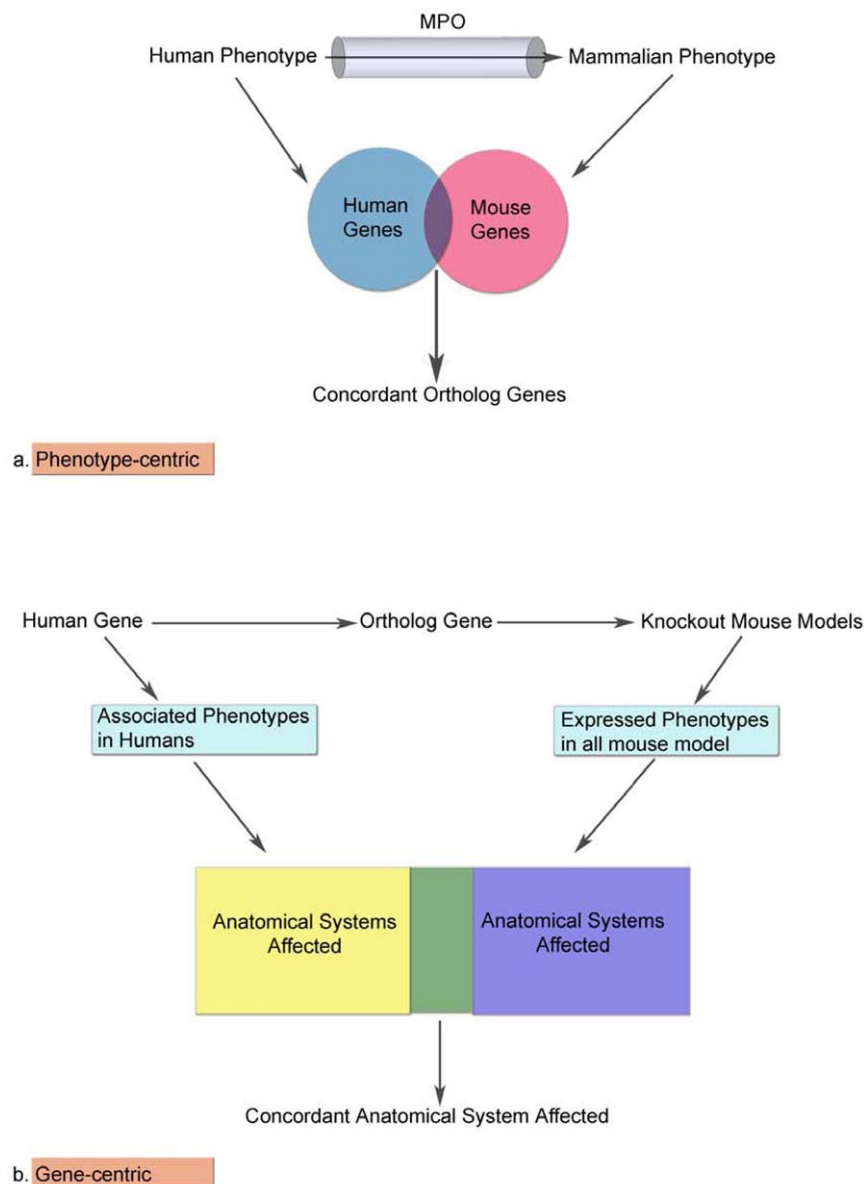 MPO
Human Phenotype
Mammalian Phenotype
Human
Genes
Mouse
Genes
Concordant Ortholog Genes
a. Phenotype-centric
Human Gene
Ortholog Gene
Knockout Mouse Models
Associated Phenotypes
in Humans
Expressed Phenotypes
in all mouse model
Anatomical Systems
Affected
Anatomical Systems
Affected
Concordant Anatomical System Affected
b. Gene-centric